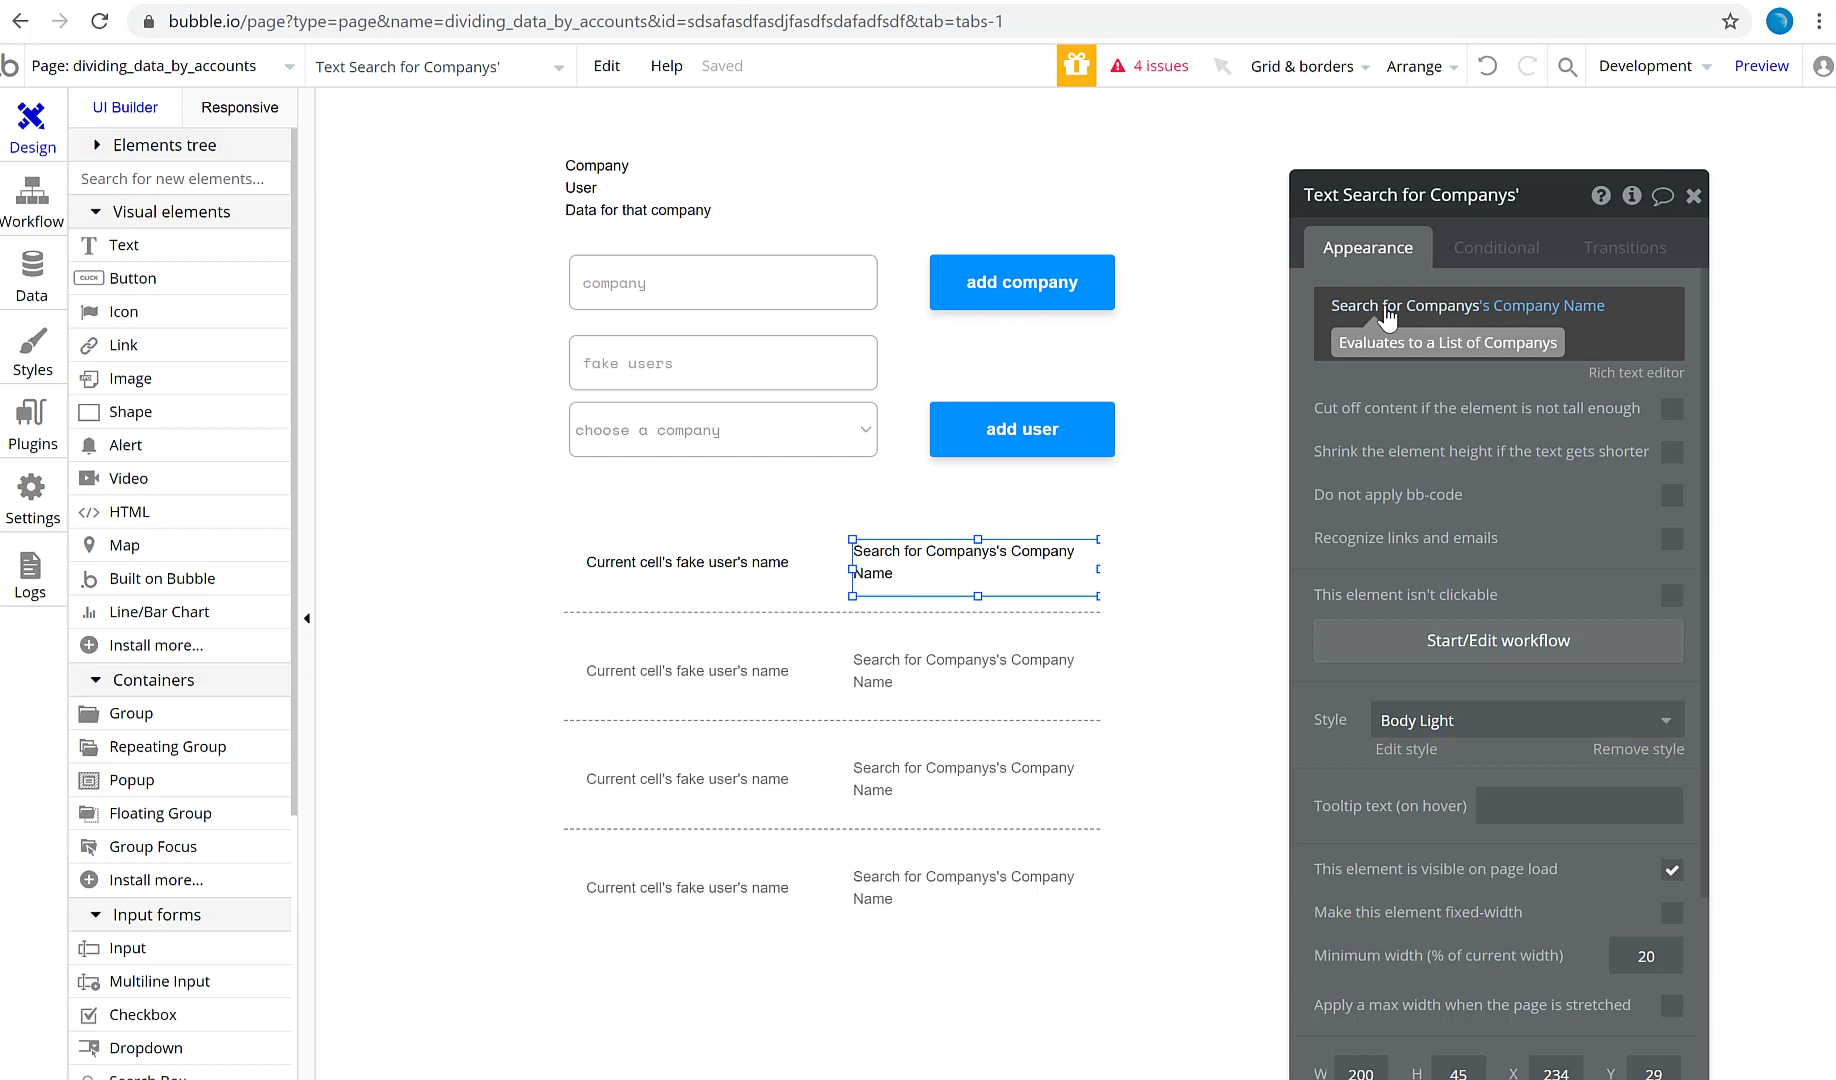 bubble.io/page?type=page&name=dividing_data_by_accounts&id=sdsafasdfasdjfasdfsdafadfsdf&tab=tabs-1
Page: dividing_data_by_accounts
Text Search for Companys'
Edit
Help
Saved
4 issues
Grid & borders
Arrange
Development
Preview
Design
Workflow
Data
Styles
Plugins
Settings
Logs
UI Builder
Responsive
Elements tree
Search for new elements...
Visual elements
Text
CLICK
Button
Icon
Link
Image
Shape
Alert
Video
HTML
Map
Built on Bubble
Line/Bar Chart
Install more...
Containers
Group
Repeating Group
Popup
Floating Group
Group Focus
Install more...
Input forms
Input
Multiline Input
Checkbox
Dropdown
Company
User
Data for that company
company
add company
fake users
choose a company
add user
Current cell's fake user's name
Search for Companys's Company
Name
Current cell's fake user's name
Search for Companys's Company
Name
Current cell's fake user's name
Search for Companys's Company
Name
Current cell's fake user's name
Search for Companys's Company
Name
Text Search for Companys'
Appearance
Conditional
Transitions
Search for Companys's Company Name
Evaluates to a List of Companys
Rich text editor
Cut off content if the element is not tall enough
Shrink the element height if the text gets shorter
Do not apply bb-code
Recognize links and emails
This element isn't clickable
Start/Edit workflow
Style
Body Light
Edit style
Remove style
Tooltip text (on hover)
This element is visible on page load
Make this element fixed-width
Minimum width (% of current width)
20
Apply a max width when the page is stretched
W 200 H 45 X 234 Y 29